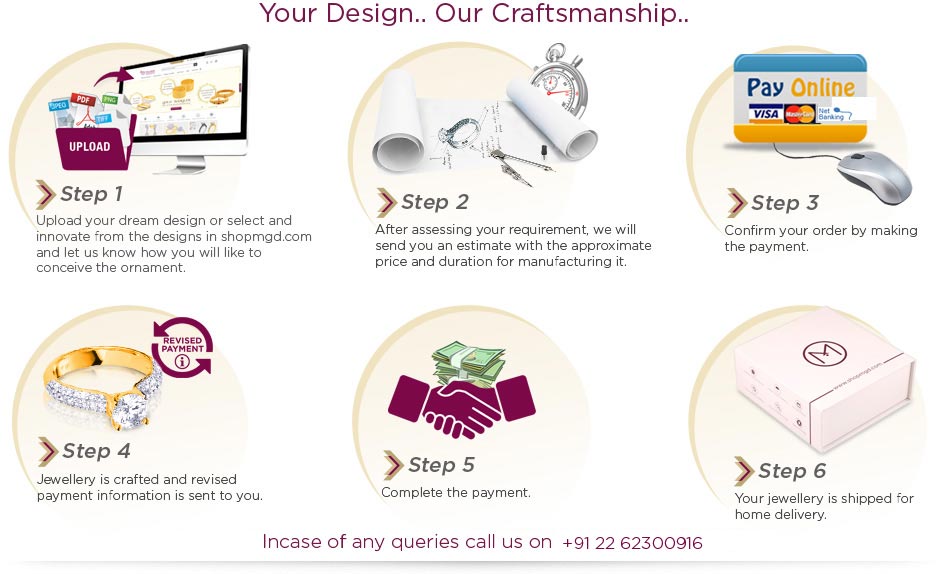 Your Design.. Our Craftsmanship..
JPEG
PDF
PNG
TIFF
UPLOAD
Step 1
Upload your dream design or select and
innovate from the designs in shopmgd.com
and let us know how you will like to
conceive the ornament.
Step 2
After assessing your requirement, we will
send you an estimate with the approximate
price and duration for manufacturing it.
Pay Online
VISA
MasterCard
Net
Banking
Step 3
Confirm your order by making
the payment.
REVISED
PAYMENT
i
Step 4
Jewellery is crafted and revised
payment information is sent to you.
Step 5
Complete the payment.
M
www.shopmgd.com
Step 6
Your jewellery is shipped for
home delivery.
Incase of any queries call us on +91 22 62300916